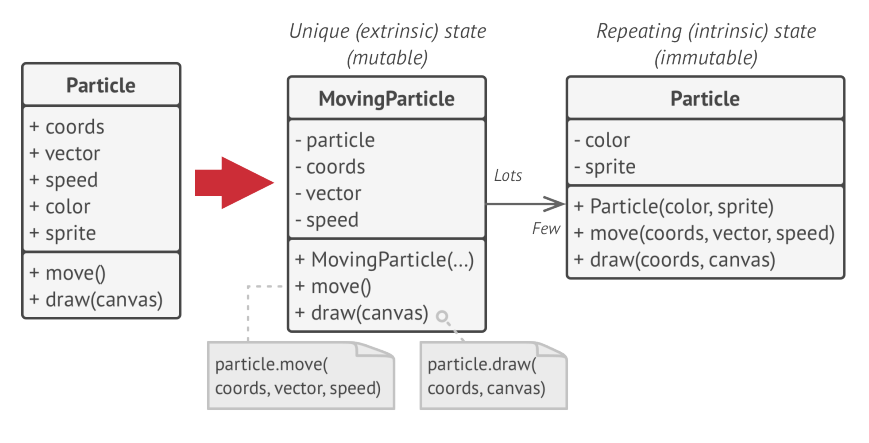 Particle
+ coords
+ vector
+ speed
+ color
+ sprite
+ move()
+ draw(canvas)
Unique (extrinsic) state
(mutable)
MovingParticle
- particle
- coords
- vector
- speed
+ MovingParticle(...)
+ move()
+ draw(canvas)
particle.move(
coords, vector, speed)
particle.draw(
coords, canvas)
Lots
Few
Repeating (intrinsic) state
(immutable)
Particle
- color
- sprite
+ Particle(color, sprite)
+ move(coords, vector, speed)
+ draw(coords, canvas)